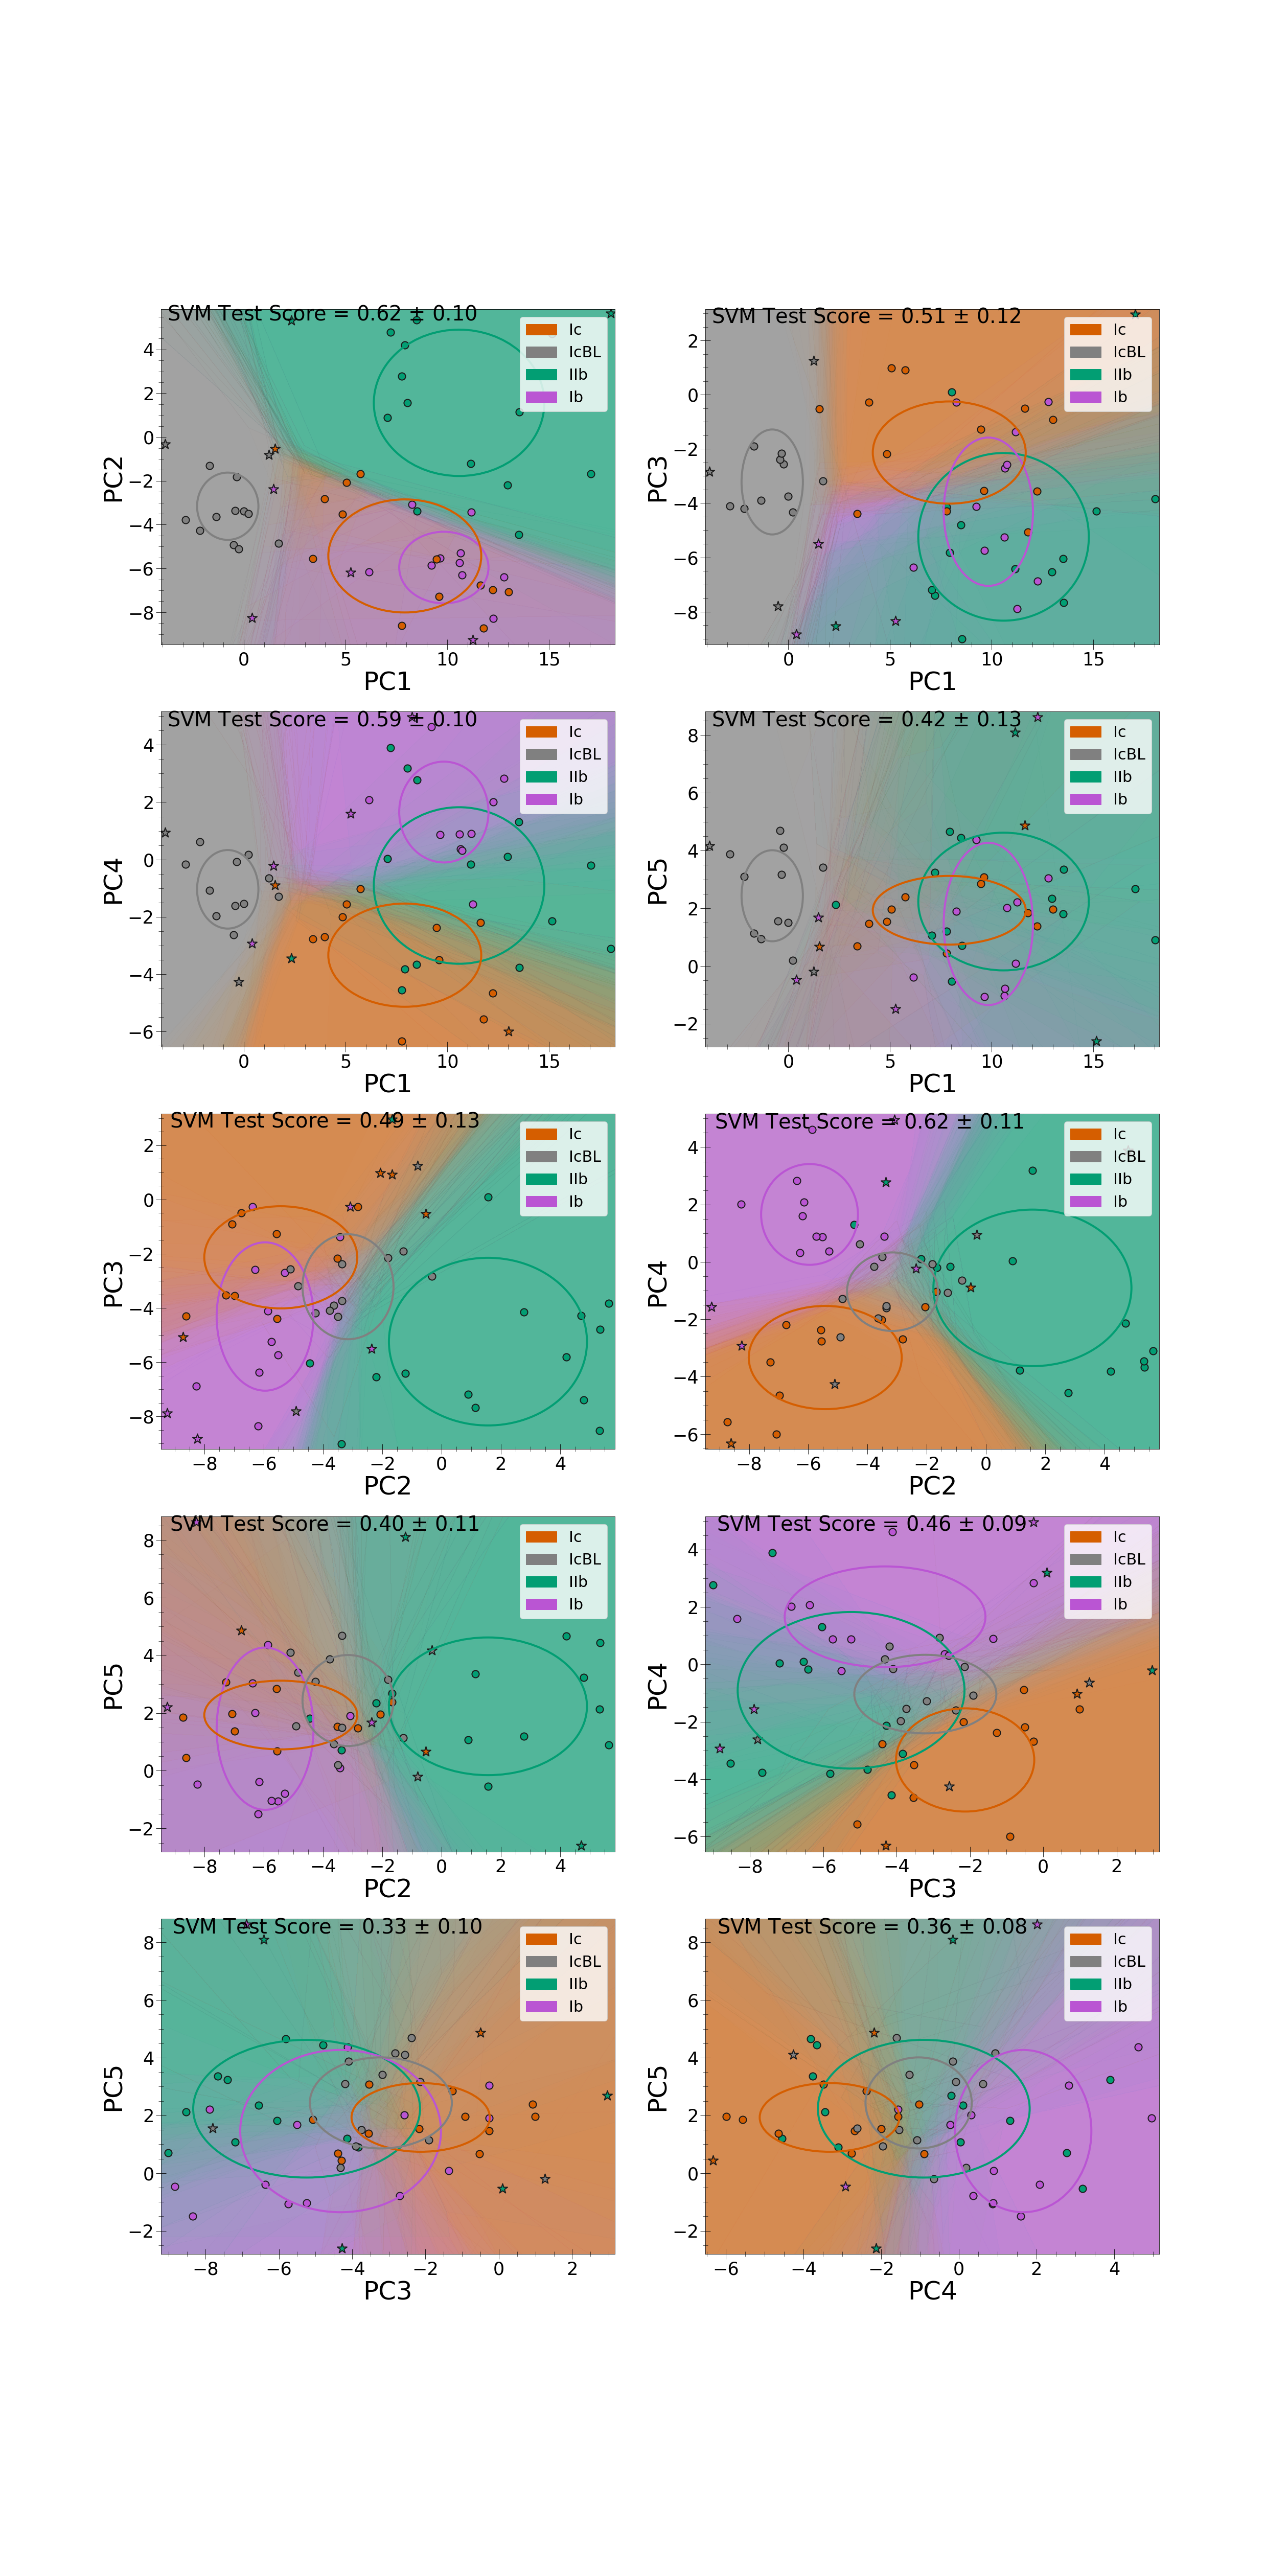 SVM Test Score = 0.62 ± 0.10
Ic
IcBL
IIb
Ib
4
2
0
−2
−4
−6
−8
PC2
0 5 10 15
PC1
SVM Test Score = 0.51 ± 0.12
Ic
IcBL
IIb
Ib
2
0
−2
−4
−6
−8
PC3
0 5 10 15
PC1
SVM Test Score = 0.59 ± 0.10
Ic
IcBL
IIb
Ib
4
2
0
−2
−4
−6
PC4
0 5 10 15
PC1
SVM Test Score = 0.42 ± 0.13
Ic
IcBL
IIb
Ib
8
6
4
2
0
−2
PC5
0 5 10 15
PC1
SVM Test Score = 0.49 ± 0.13
Ic
IcBL
IIb
Ib
2
0
−2
−4
−6
−8
PC3
−8 −6 −4 −2 0 2 4
PC2
SVM Test Score = 0.62 ± 0.11
Ic
IcBL
IIb
Ib
4
2
0
−2
−4
−6
PC4
−8 −6 −4 −2 0 2 4
PC2
SVM Test Score = 0.40 ± 0.11
Ic
IcBL
IIb
Ib
8
6
4
2
0
−2
PC5
−8 −6 −4 −2 0 2 4
PC2
SVM Test Score = 0.46 ± 0.09
Ic
IcBL
IIb
Ib
4
2
0
−2
−4
−6
PC4
−8 −6 −4 −2 0 2
PC3
SVM Test Score = 0.33 ± 0.10
Ic
IcBL
IIb
Ib
8
6
4
2
0
−2
PC5
−8 −6 −4 −2 0 2
PC3
SVM Test Score = 0.36 ± 0.08
Ic
IcBL
IIb
Ib
8
6
4
2
0
−2
PC5
−6 −4 −2 0 2 4
PC4